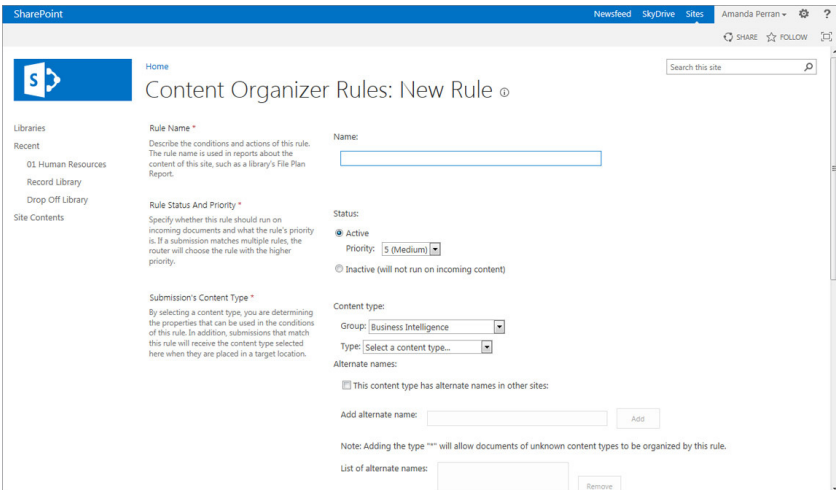 SharePoint
Newsfeed SkyDrive Sites Amanda Perran ?
SHARE FOLLOW
S
Home
Search this site
Content Organizer Rules: New Rule
Libraries
Recent
01 Human Resources
Record Library
Drop Off Library
Site Contents
Rule Name *
Describe the conditions and actions of this rule.
The rule name is used in reports about the
content of this site, such as a library's File Plan
Report.
Name:
Rule Status And Priority *
Specify whether this rule should run on
incoming documents and what the rule's priority
is. If a submission matches multiple rules, the
router will choose the rule with the higher
priority.
Status:
Active
Priority: 5 (Medium)
Inactive (will not run on incoming content)
Submission's Content Type *
By selecting a content type, you are determining
the properties that can be used in the conditions
of this rule. In addition, submissions that match
this rule will receive the content type selected
here when they are placed in a target location.
Content type:
Group: Business Intelligence
Type: Select a content type...
Alternate names:
This content type has alternate names in other sites:
Add alternate name: Add
Note: Adding the type "*" will allow documents of unknown content types to be organized by this rule.
List of alternate names:
Remove